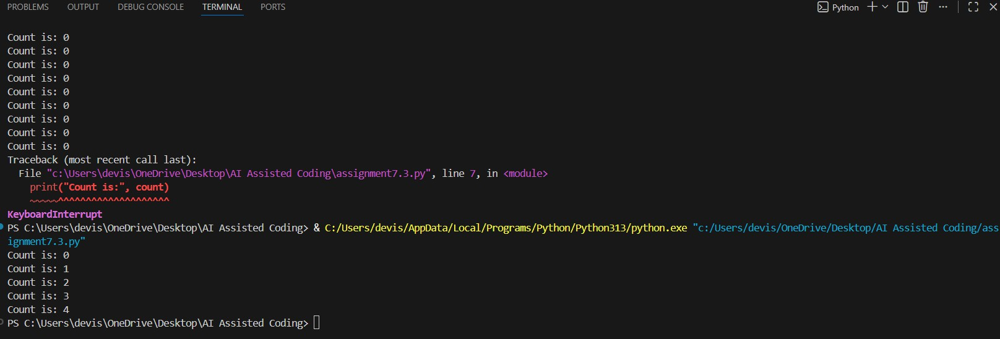 PROBLEMS OUTPUT DEBUG CONSOLE TERMINAL PORTS Python
Count is: 0
Count is: 0
Count is: 0
Count is: 0
Count is: 0
Count is: 0
Count is: 0
Count is: 0
Count is: 0
Traceback (most recent call last):
  File "c:\Users\devis\OneDrive\Desktop\AI Assisted Coding\assignment7.3.py", line 7, in <module>
    print("Count is:", count)
    ~~~~~^^^^^^^^^^^^^^^^^^^^
KeyboardInterrupt
PS C:\Users\devis\OneDrive\Desktop\AI Assisted Coding> & C:/Users/devis/AppData/Local/Programs/Python/Python313/python.exe "c:/Users/devis/OneDrive/Desktop/AI Assisted Coding/ass
ignment7.3.py"
Count is: 0
Count is: 1
Count is: 2
Count is: 3
Count is: 4
PS C:\Users\devis\OneDrive\Desktop\AI Assisted Coding>